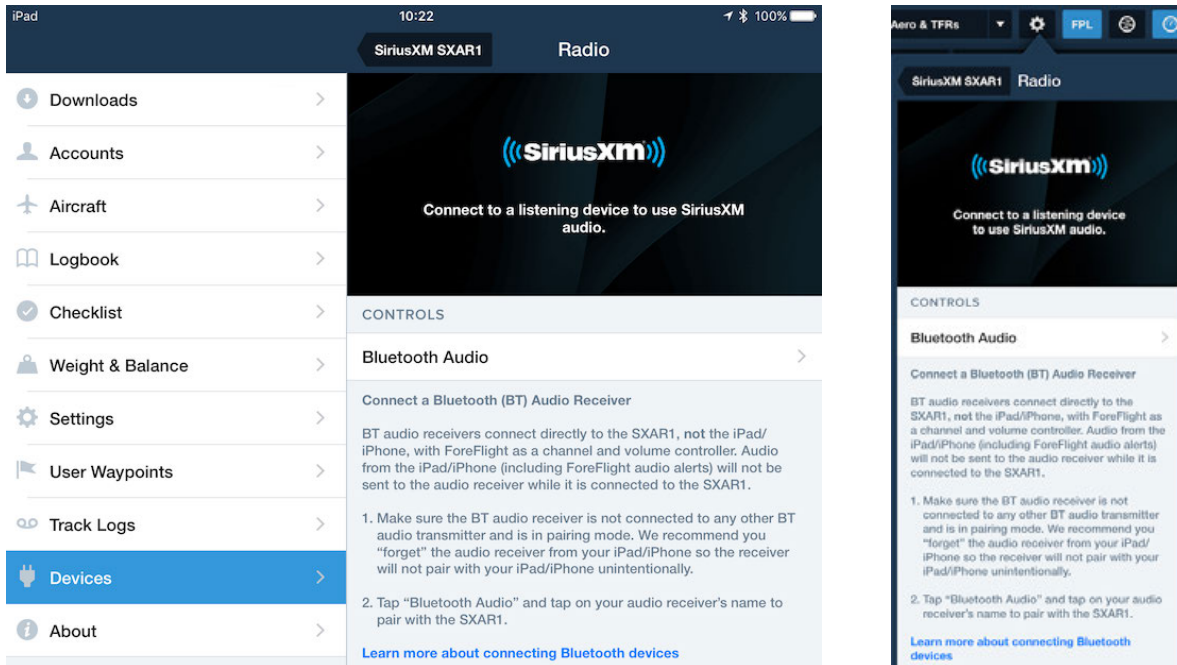 iPad 10:22 100%
SiriusXM SXAR1 Radio
Downloads
Accounts
Aircraft
Logbook
Checklist
Weight & Balance
Settings
User Waypoints
Track Logs
Devices
About
((SiriusXM))
Connect to a listening device to use SiriusXM
audio.
CONTROLS
Bluetooth Audio
Connect a Bluetooth (BT) Audio Receiver
BT audio receivers connect directly to the SXAR1, not the iPad/
iPhone, with ForeFlight as a channel and volume controller. Audio
from the iPad/iPhone (including ForeFlight audio alerts) will not be
sent to the audio receiver while it is connected to the SXAR1.
1. Make sure the BT audio receiver is not connected to any other BT
audio transmitter and is in pairing mode. We recommend you
“forget” the audio receiver from your iPad/iPhone so the receiver
will not pair with your iPad/iPhone unintentionally.
2. Tap “Bluetooth Audio” and tap on your audio receiver’s name to
pair with the SXAR1.
Learn more about connecting Bluetooth devices
Aero & TFRs FPL
SiriusXM SXAR1 Radio
((SiriusXM))
Connect to a listening device
to use SiriusXM audio.
CONTROLS
Bluetooth Audio
Connect a Bluetooth (BT) Audio Receiver
BT audio receivers connect directly to the
SXAR1, not the iPad/iPhone, with ForeFlight as
a channel and volume controller. Audio from the
iPad/iPhone (including ForeFlight audio alerts)
will not be sent to the audio receiver while it is
connected to the SXAR1.
1. Make sure the BT audio receiver is not
connected to any other BT audio transmitter
and is in pairing mode. We recommend you
“forget” the audio receiver from your iPad/
iPhone so the receiver will not pair with your
iPad/iPhone unintentionally.
2. Tap “Bluetooth Audio” and tap on your audio
receiver’s name to pair with the SXAR1.
Learn more about connecting Bluetooth
devices